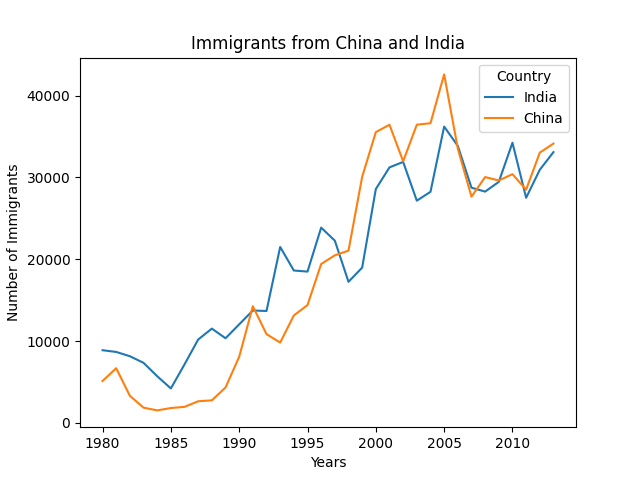 Immigrants from China and India
Country
India
China
Number of Immigrants
40000
30000
20000
10000
0
1980
1985
1990
1995
2000
2005
2010
Years